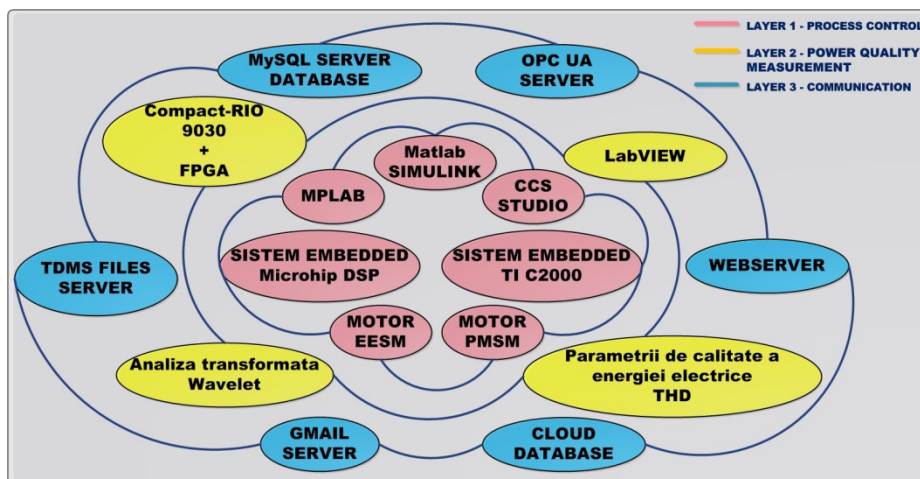 LAYER 1 - PROCESS CONTROL
LAYER 2 - POWER QUALITY
MEASUREMENT
LAYER 3 - COMMUNICATION
MySQL SERVER
DATABASE
OPC UA
SERVER
Compact-RIO
9030
+
FPGA
Matlab
SIMULINK
LabVIEW
MPLAB
CCS
STUDIO
TDMS FILES
SERVER
SISTEM EMBEDDED
Microhip DSP
SISTEM EMBEDDED
TI C2000
WEBSERVER
MOTOR
EESM
MOTOR
PMSM
Analiza transformata
Wavelet
Parametrii de calitate a
energiei electrice
THD
GMAIL
SERVER
CLOUD
DATABASE